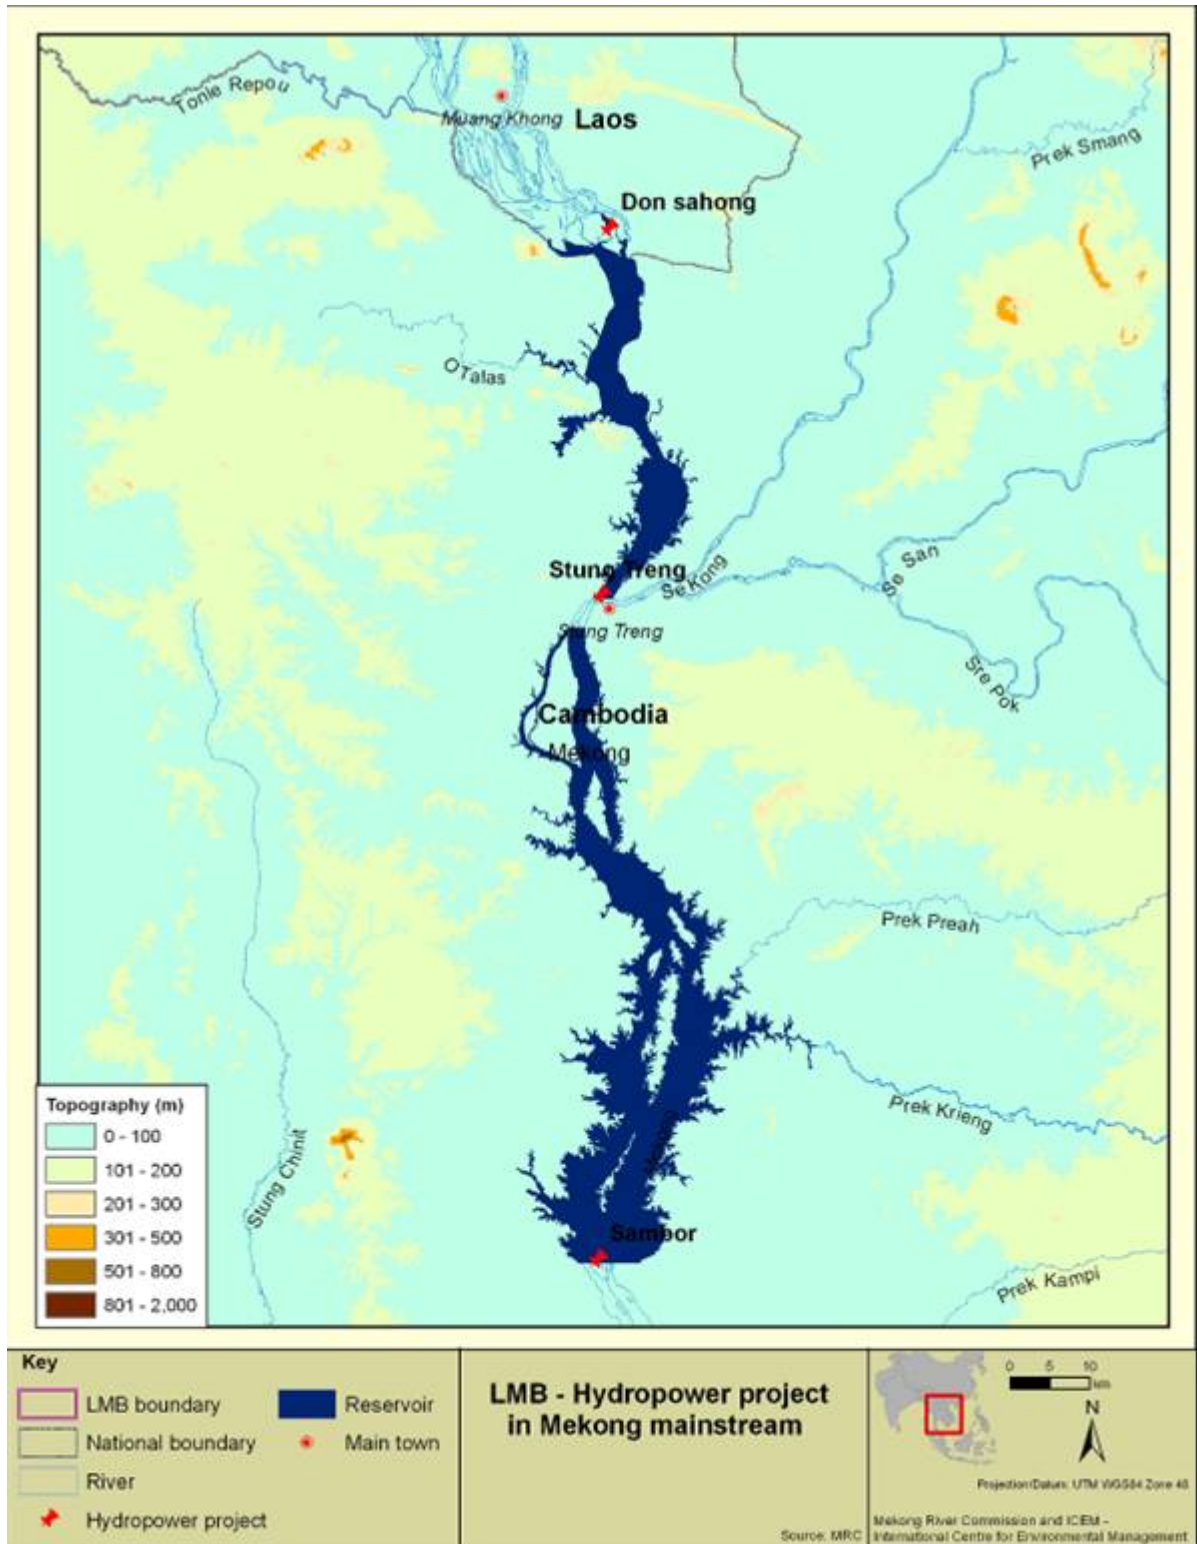 Tonle Repou
Muang Khong
Laos
Prek Smang
Don sahong
OTalas
Stung Treng
Se Kong
Se San
Stung Treng
Sre Pok
Cambodia
Mekong
Prek Preah
Prek Krieng
Mekong
Stung Chinit
Sambor
Prek Kampi
Topography (m)
0 - 100
101 - 200
201 - 300
301 - 500
501 - 800
801 - 2,000
Key
LMB boundary
National boundary
River
Hydropower project
Reservoir
Main town
LMB - Hydropower project
in Mekong mainstream
Source: MRC
0 5 10
km
N
Projection/Datum: UTM WGS84 Zone 48
Mekong River Commission and ICEM -
International Centre for Environmental Management